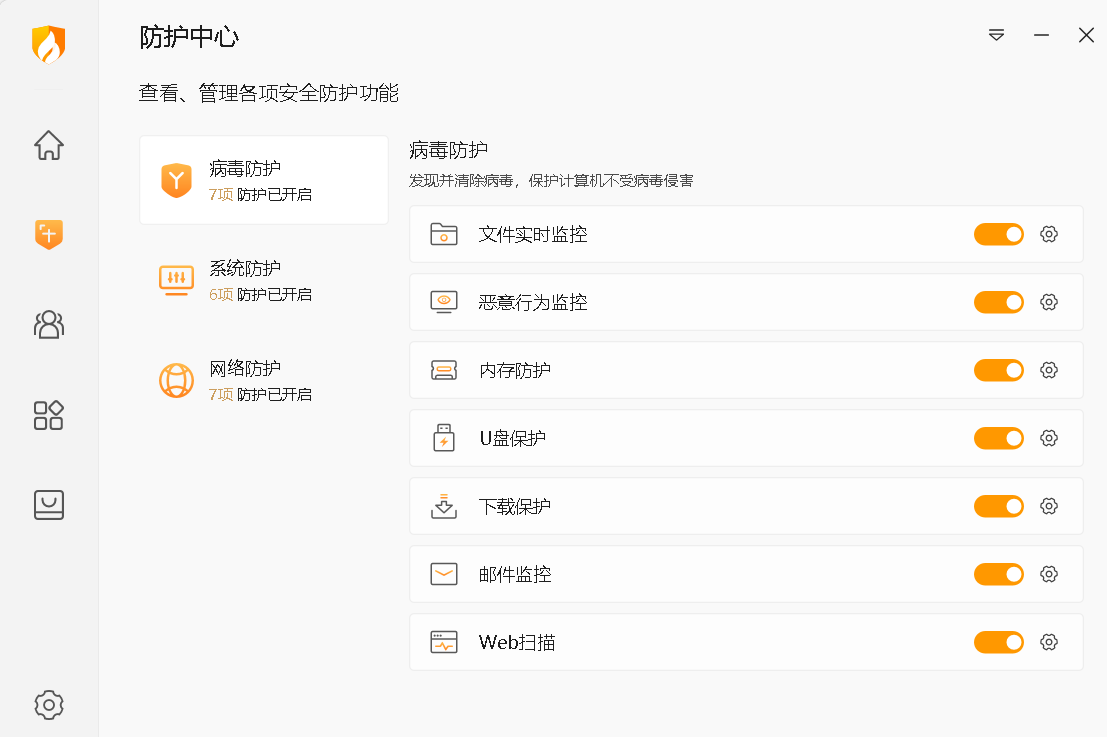 防护中心
查看、管理各项安全防护功能
病毒防护
7项 防护已开启
系统防护
6项 防护已开启
网络防护
7项 防护已开启
病毒防护
发现并清除病毒，保护计算机不受病毒侵害
文件实时监控
恶意行为监控
内存防护
U盘保护
下载保护
邮件监控
Web扫描